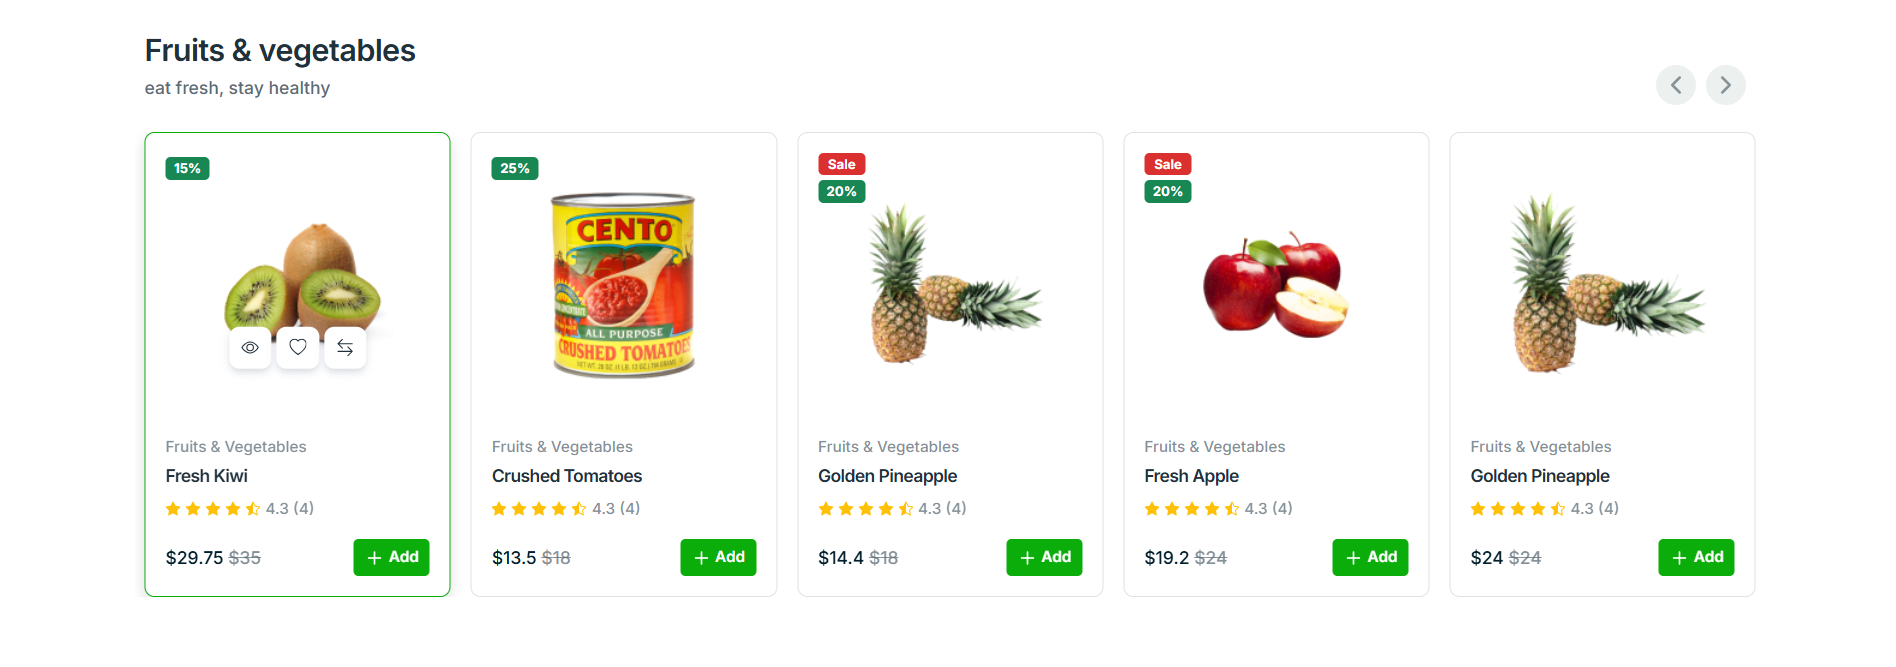 Fruits & vegetables
eat fresh, stay healthy
15%
Fruits & Vegetables
Fresh Kiwi
4.3 (4)
$29.75 $35
+ Add
25%
CENTO
ALL PURPOSE
CRUSHED TOMATOES
Fruits & Vegetables
Crushed Tomatoes
4.3 (4)
$13.5 $18
+ Add
Sale
20%
Fruits & Vegetables
Golden Pineapple
4.3 (4)
$14.4 $18
+ Add
Sale
20%
Fruits & Vegetables
Fresh Apple
4.3 (4)
$19.2 $24
+ Add
Fruits & Vegetables
Golden Pineapple
4.3 (4)
$24 $24
+ Add